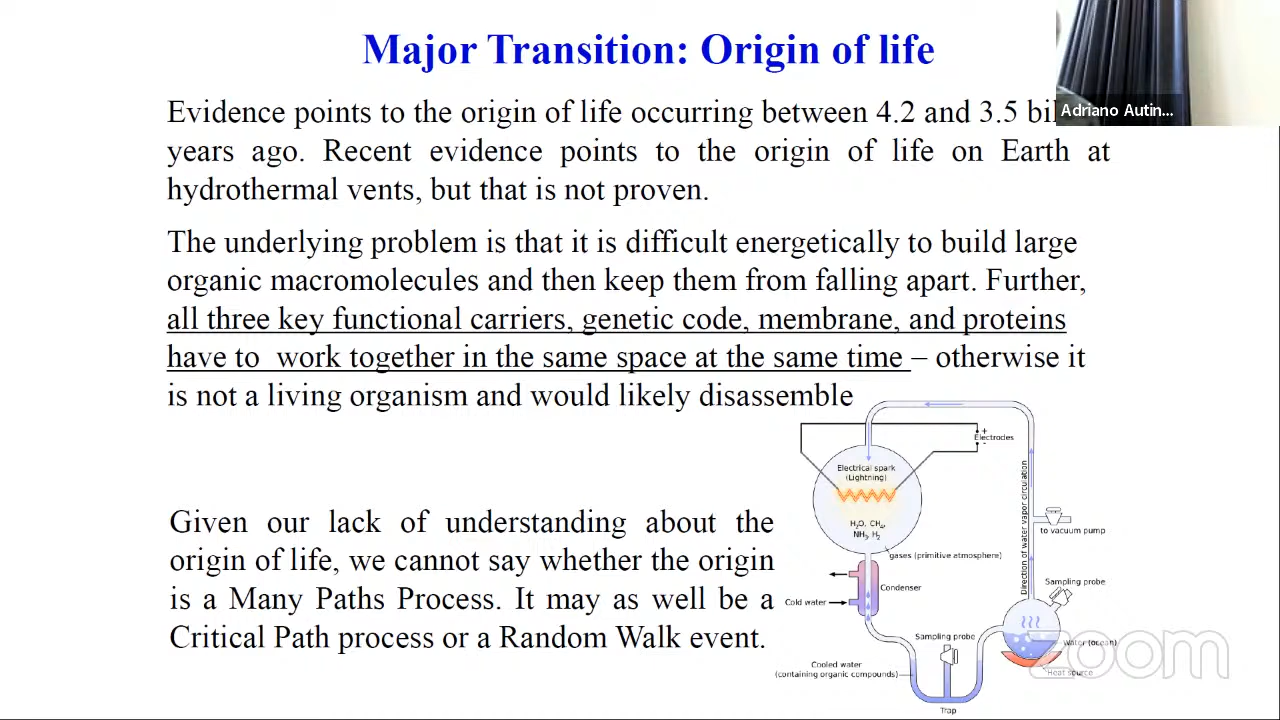 Major Transition: Origin of life
Adriano Autin...
Evidence points to the origin of life occurring between 4.2 and 3.5
years ago. Recent evidence points to the origin of life on Earth at
hydrothermal vents, but that is not proven.
The underlying problem is that it is difficult energetically to build large
organic macromolecules and then keep them from falling apart. Further,
all three key functional carriers, genetic code, membrane, and proteins
have to work together in the same space at the same time – otherwise it
is not a living organism and would likely disassemble
Given our lack of understanding about the
origin of life, we cannot say whether the origin
is a Many Paths Process. It may as well be a
Critical Path process or a Random Walk event.
+
Electrodes
-
Electrical spark
(Lightning)
H₂O, CH₄,
NH₃, H₂
gases (primitive atmosphere)
Direction of water vapor circulation
to vacuum pump
Condenser
Cold water
Sampling probe
Sampling probe
Water (ocean)
Heat source
Cooled water
(containing organic compounds)
Trap
zoom